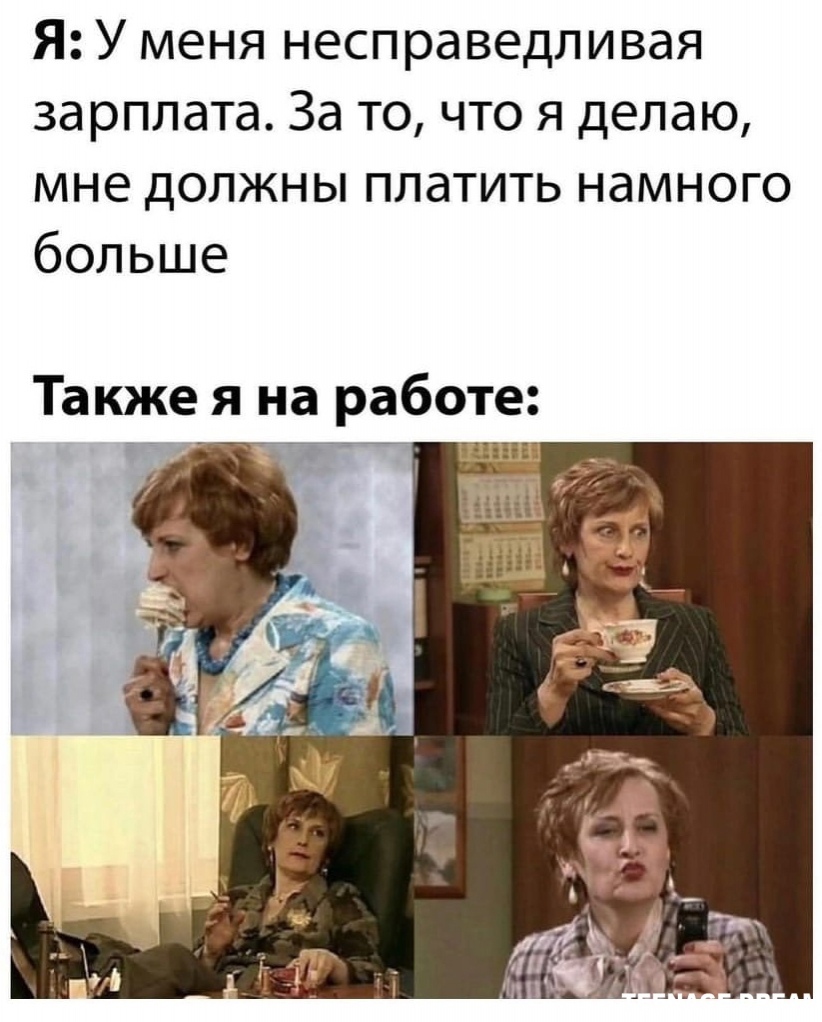 Я: У меня несправедливая
зарплата. За то, что я делаю,
мне должны платить намного
больше
Также я на работе: